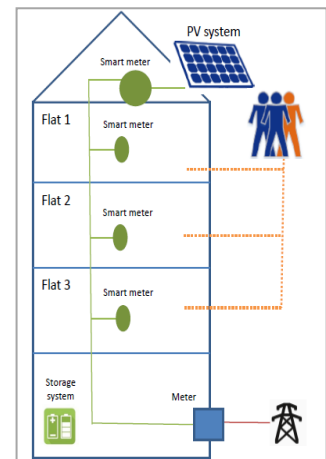 PV system
Smart meter
Flat 1
Smart meter
Flat 2
Smart meter
Flat 3
Smart meter
Storage
system
Meter